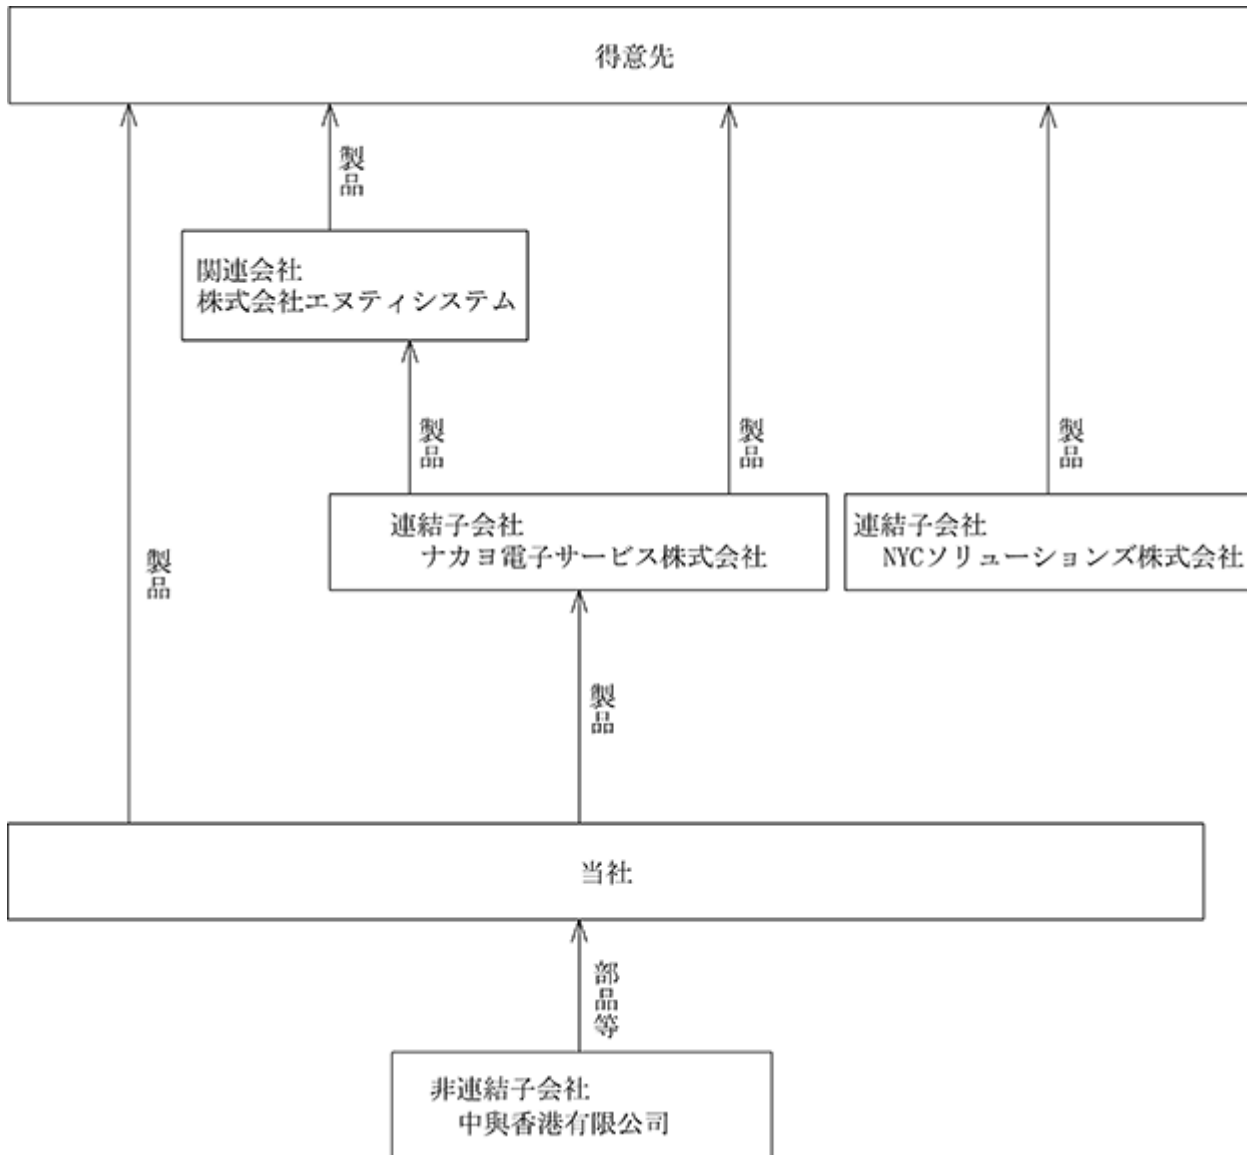 得意先
製品
関連会社
株式会社エヌティシステム
製品
製品
製品
連結子会社
ナカヨ電子サービス株式会社
連結子会社
NYCソリューションズ株式会社
製品
製品
当社
部品等
非連結子会社
中與香港有限公司